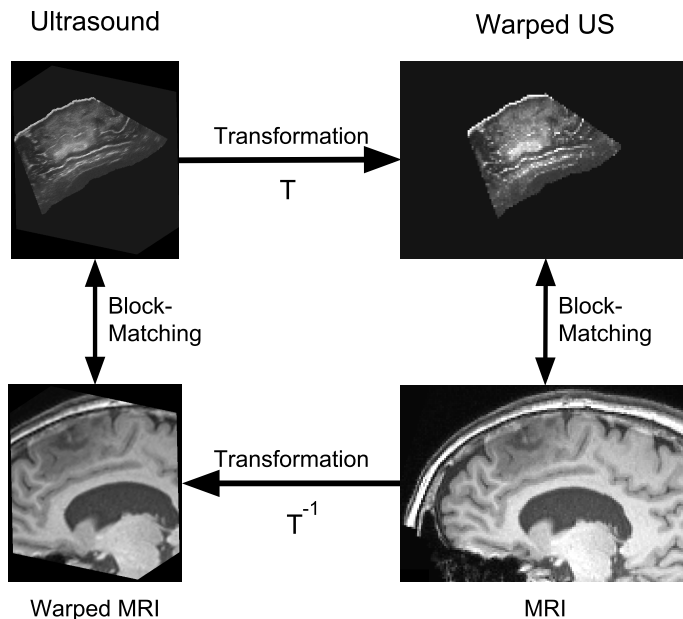 Ultrasound
Warped US
Transformation
T
Block-
Matching
Block-
Matching
Transformation
T-1
Warped MRI
MRI